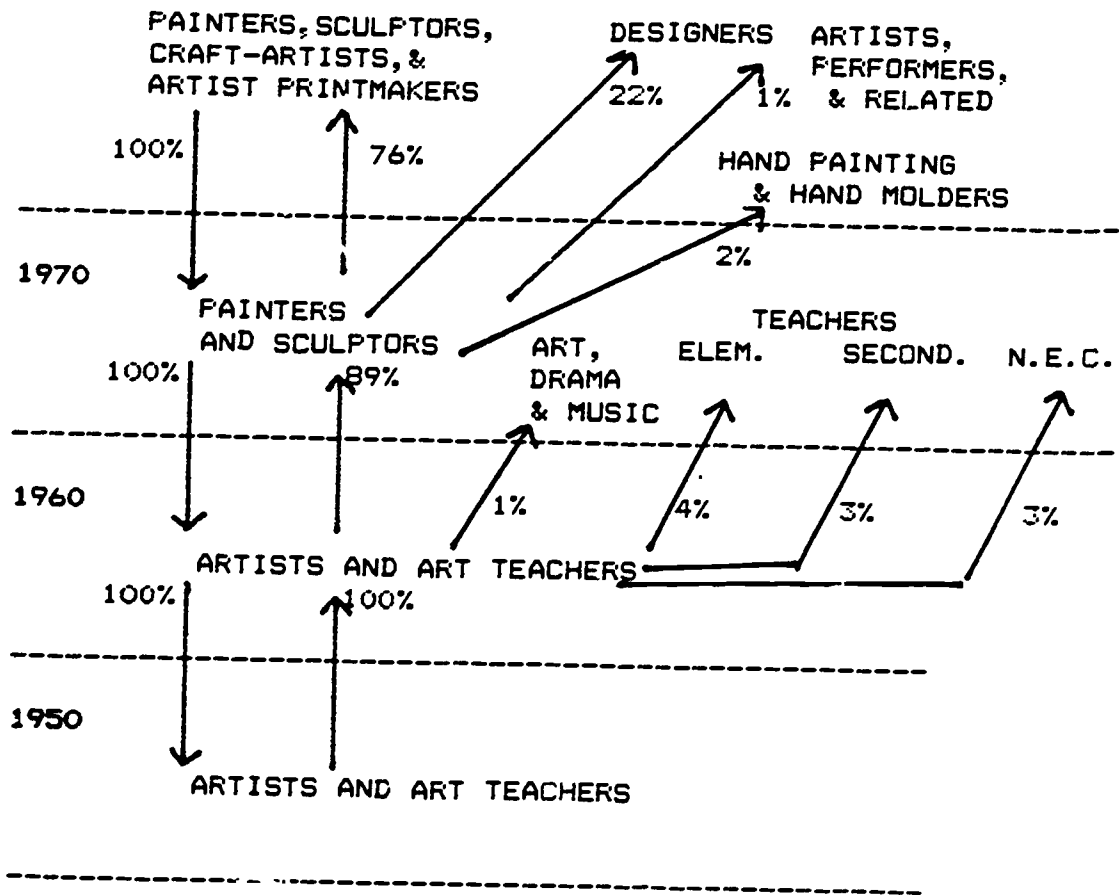 PAINTERS, SCULPTORS,
CRAFT-ARTISTS, &
ARTIST PRINTMAKERS
DESIGNERS
ARTISTS,
PERFORMERS,
& RELATED
22%
1%
100%
76%
HAND PAINTING
& HAND MOLDERS
2%
1970
PAINTERS
AND SCULPTORS
TEACHERS
ART,
DRAMA
& MUSIC
ELEM.
SECOND.
N.E.C.
100%
89%
1960
1%
4%
3%
3%
ARTISTS AND ART TEACHERS
100%
100%
1950
ARTISTS AND ART TEACHERS